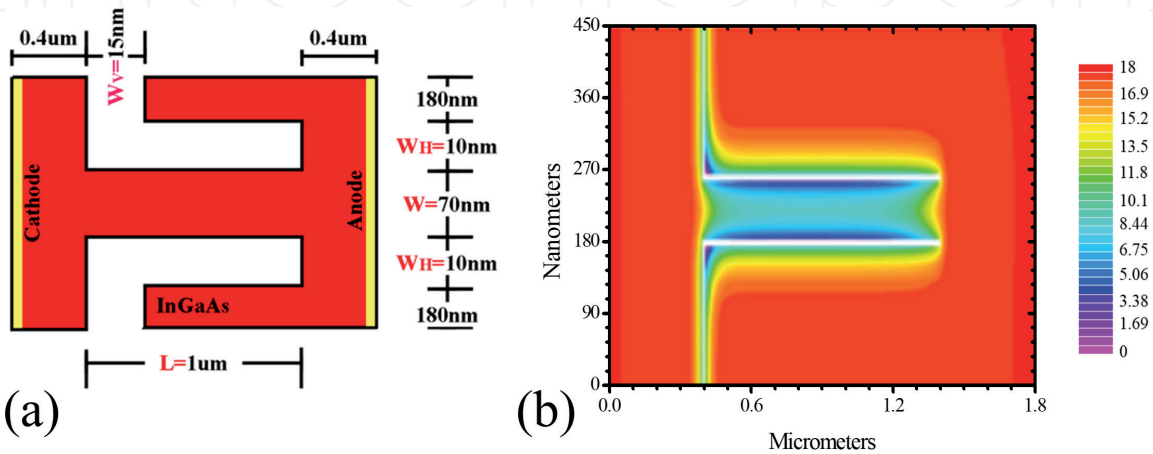 0.4um
Wv=15nm
0.4um
180nm
WH=10nm
W=70nm
WH=10nm
180nm
Cathode
Anode
InGaAs
L=1um
(a)
450
360
270
180
90
0
Nanometers
0.0
0.6
1.2
1.8
Micrometers
18
16.9
15.2
13.5
11.8
10.1
8.44
6.75
5.06
3.38
1.69
0
(b)